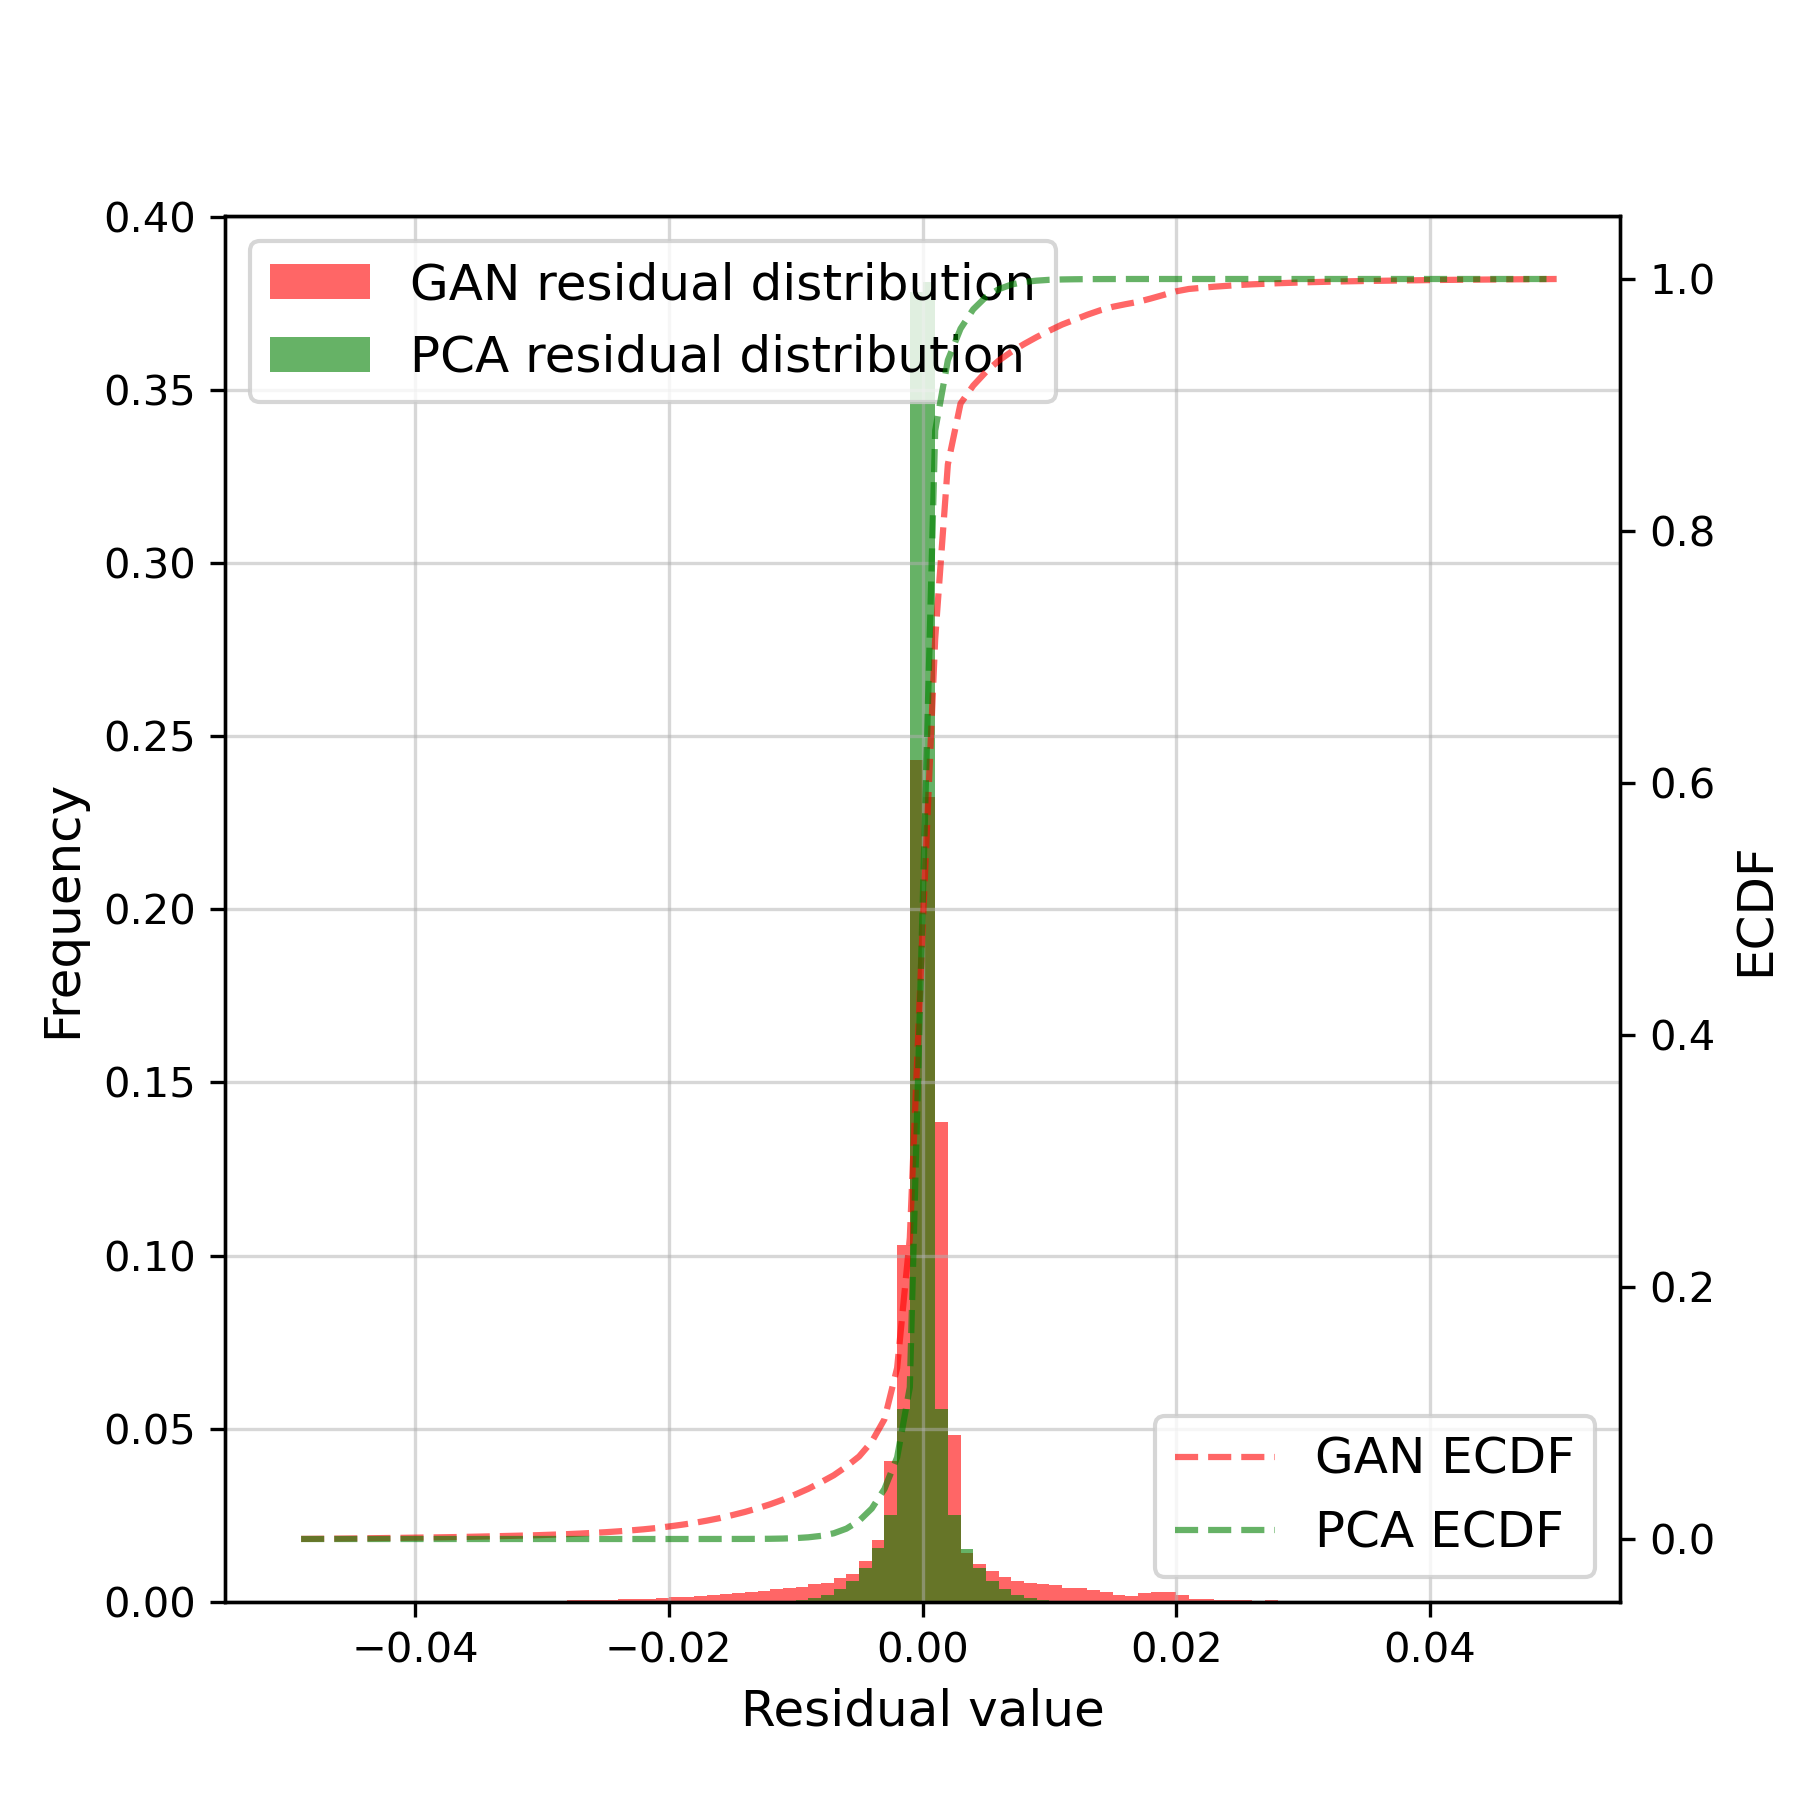 GAN residual distribution
PCA residual distribution
0.40
0.35
0.30
0.25
0.20
0.15
0.10
0.05
0.00
Frequency
1.0
0.8
0.6
0.4
0.2
0.0
ECDF
GAN ECDF
PCA ECDF
−0.04 −0.02 0.00 0.02 0.04
Residual value